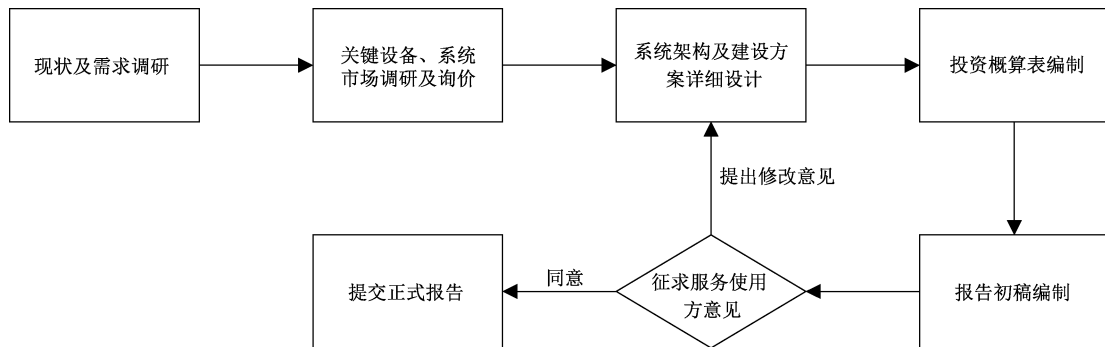 现状及需求调研
关键设备、系统
市场调研及询价
系统架构及建设方
案详细设计
投资概算表编制
提出修改意见
提交正式报告
同意
征求服务使用
方意见
报告初稿编制